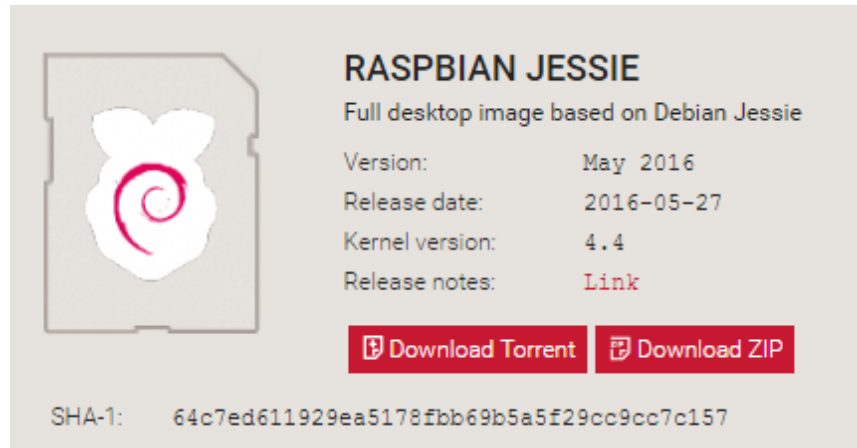 RASPBIAN JESSIE
Full desktop image based on Debian Jessie
Version: May 2016
Release date: 2016-05-27
Kernel version: 4.4
Release notes: Link
Download Torrent Download ZIP
SHA-1: 64c7ed611929ea5178fbb69b5a5f29cc9cc7c157